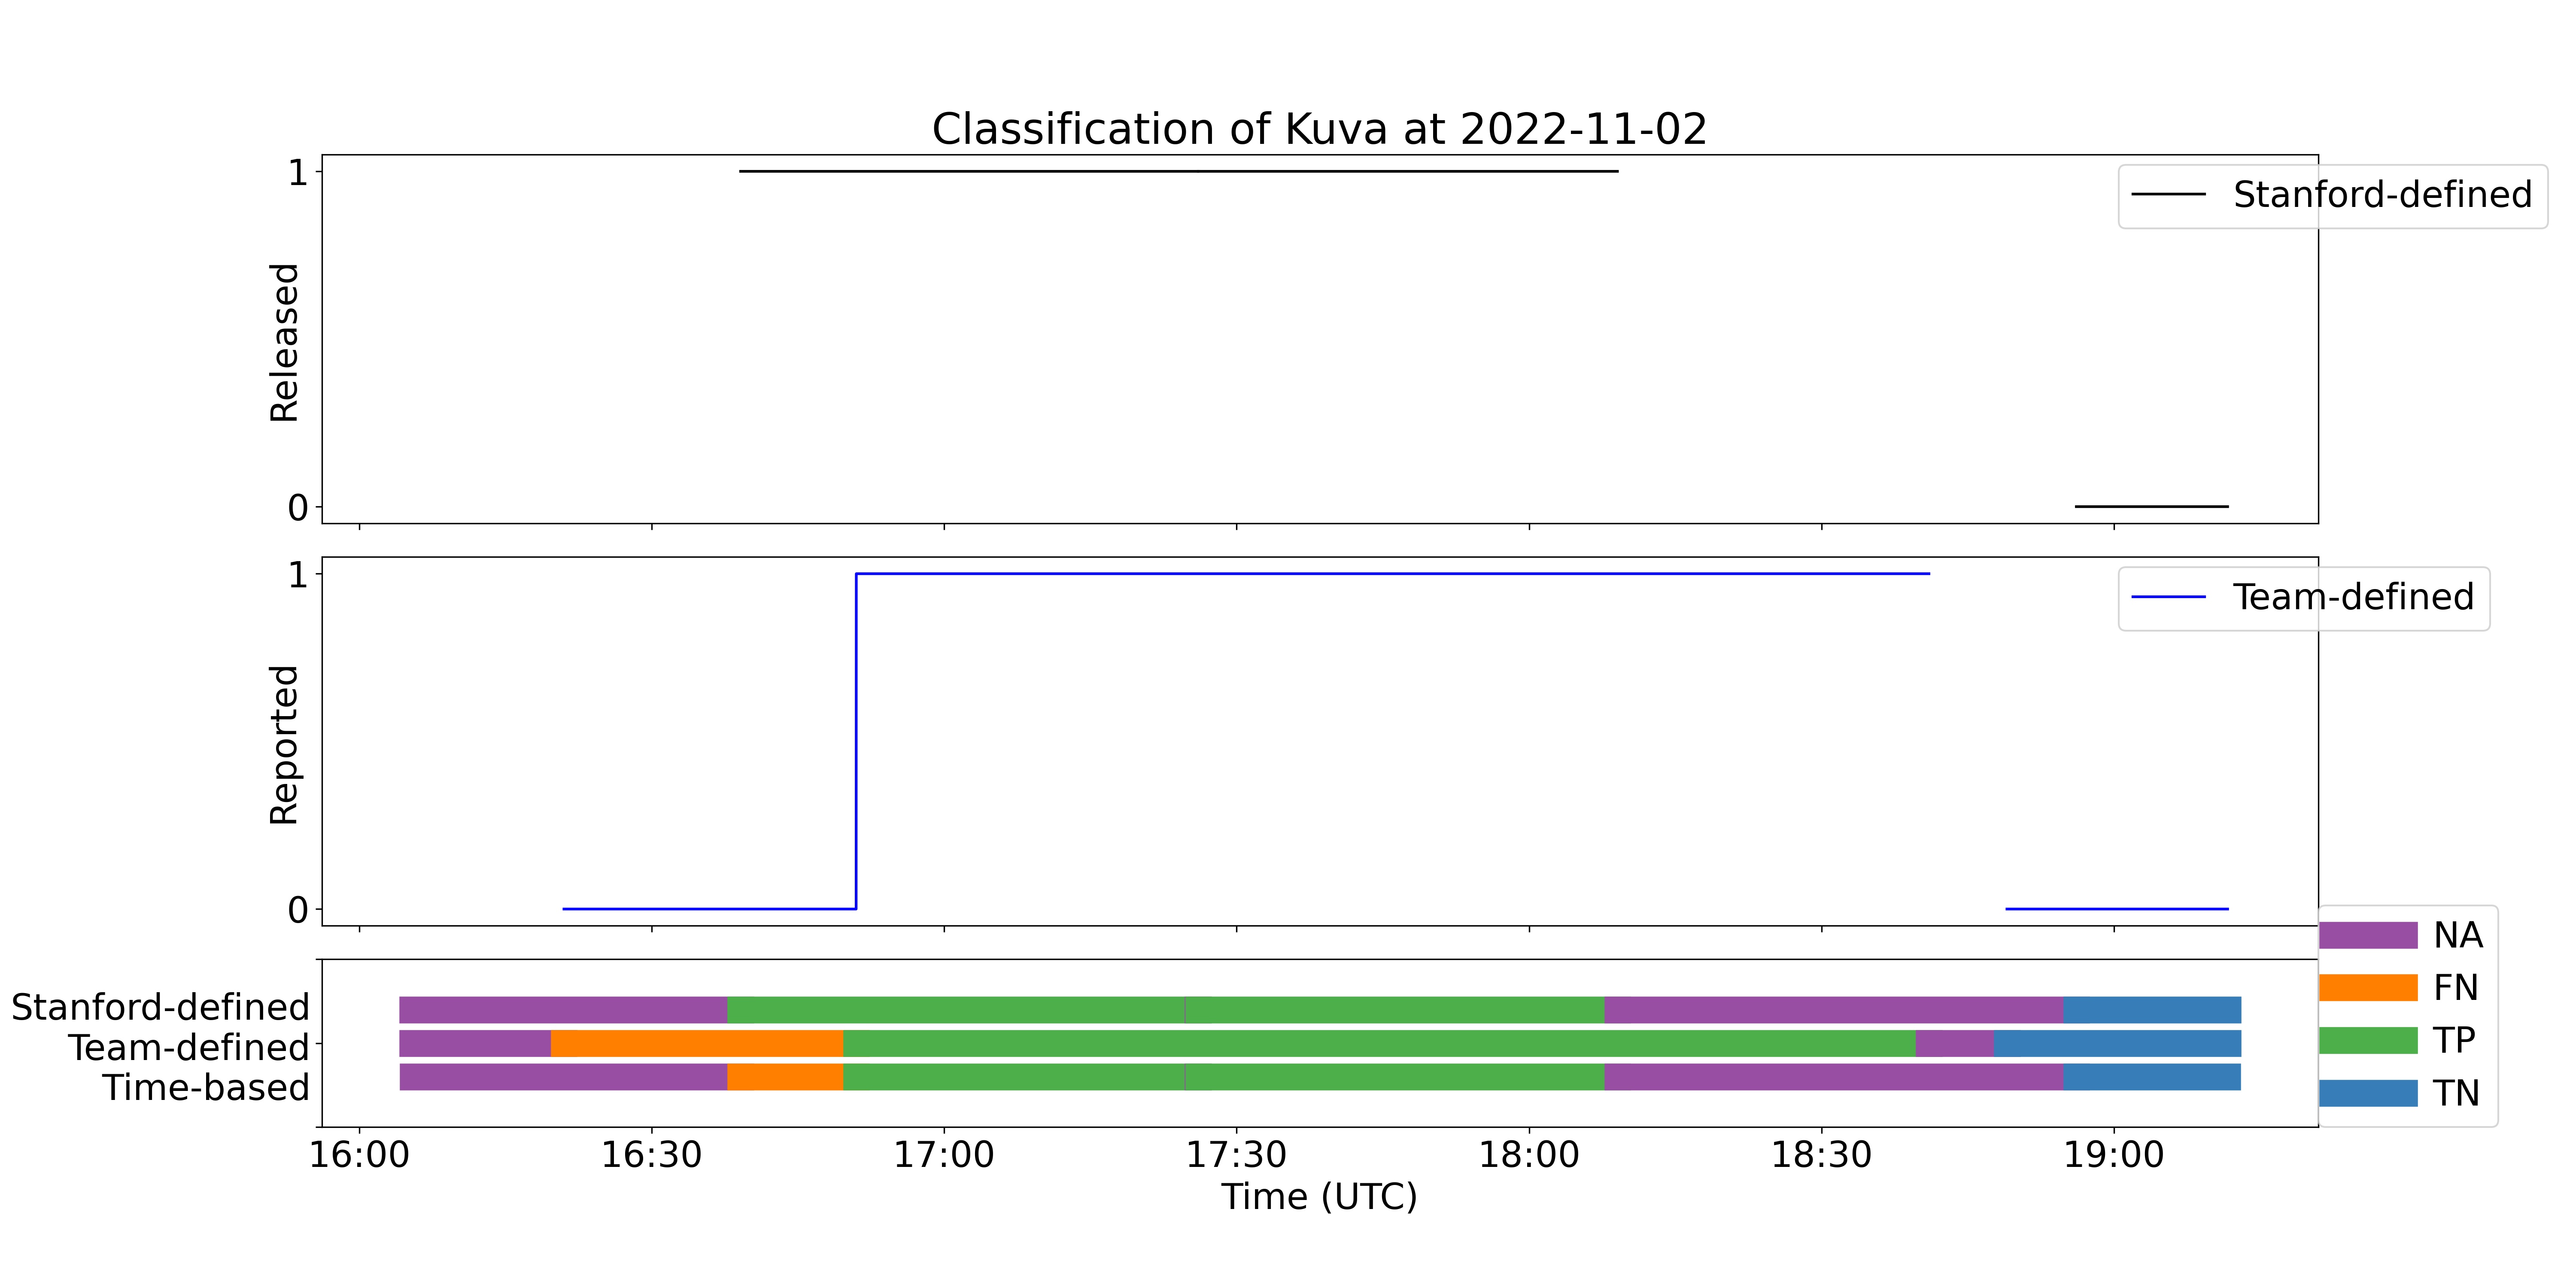 Classification of Kuva at 2022-11-02
1
Released
0
Stanford-defined
1
Reported
0
Team-defined
Stanford-defined
Team-defined
Time-based
NA
FN
TP
TN
16:00 16:30 17:00 17:30 18:00 18:30 19:00
Time (UTC)